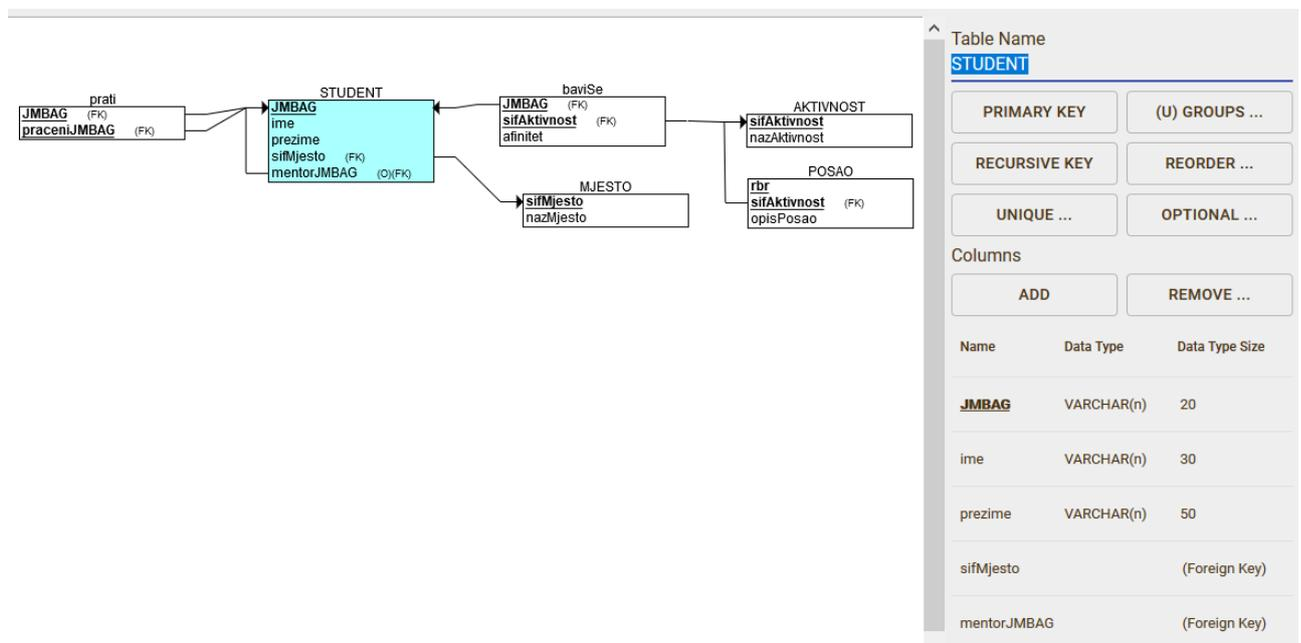 prati
JMBAG (FK)
praceniJMBAG (FK)
STUDENT
JMBAG
ime
prezime
sifMjesto (FK)
mentorJMBAG (O)(FK)
baviSe
JMBAG (FK)
sifAktivnost (FK)
afinitet
MJESTO
sifMjesto
nazMjesto
AKTIVNOST
sifAktivnost
nazAktivnost
POSAO
rbr
sifAktivnost (FK)
opisPosao
Table Name
STUDENT
PRIMARY KEY (U) GROUPS ...
RECURSIVE KEY REORDER ...
UNIQUE ... OPTIONAL ...
Columns
ADD REMOVE ...
Name Data Type Data Type Size
JMBAG VARCHAR(n) 20
ime VARCHAR(n) 30
prezime VARCHAR(n) 50
sifMjesto (Foreign Key)
mentorJMBAG (Foreign Key)